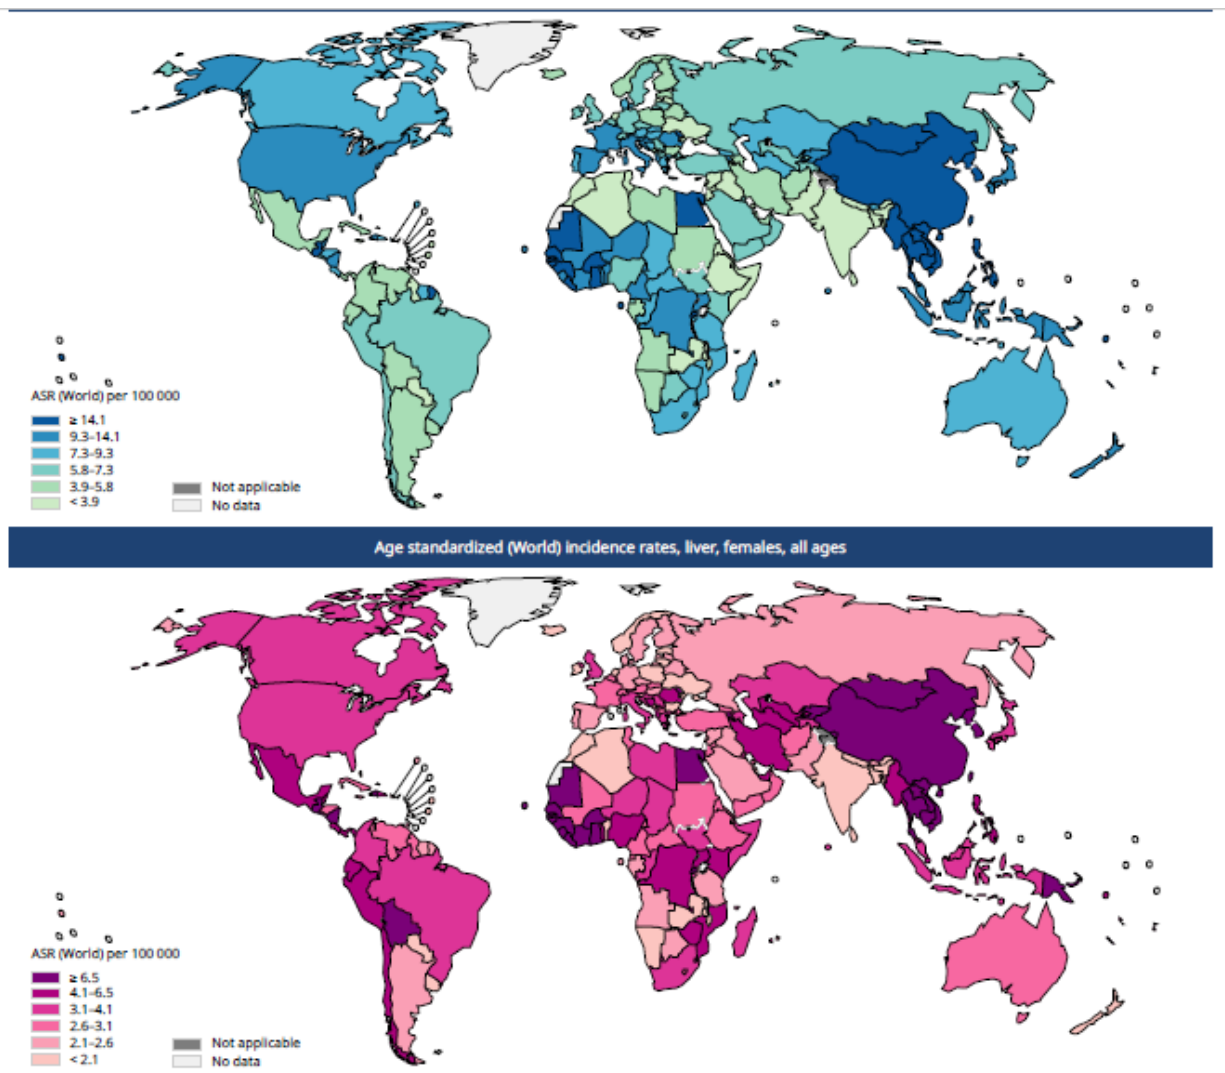 ASR (World) per 100 000
≥ 14.1
9.3–14.1
7.3–9.3
5.8–7.3
3.9–5.8
< 3.9
Not applicable
No data
Age standardized (World) incidence rates, liver, females, all ages
ASR (World) per 100 000
≥ 6.5
4.1–6.5
3.1–4.1
2.6–3.1
2.1–2.6
< 2.1
Not applicable
No data